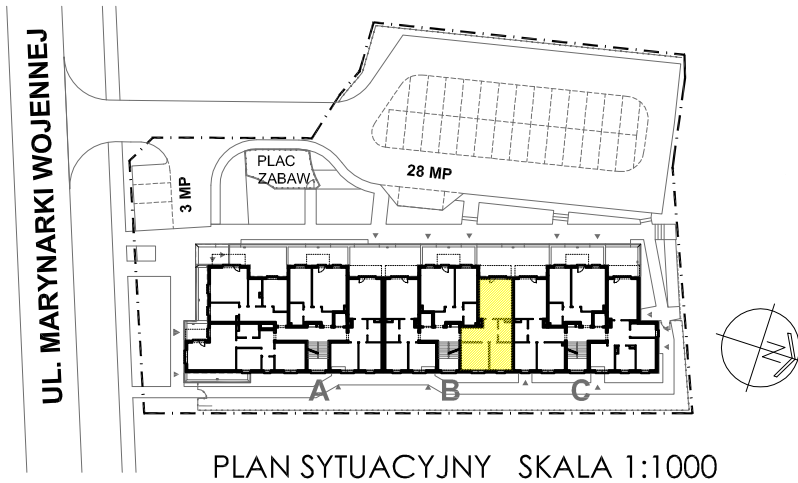 UL. MARYNARKI WOJENNEJ
PLAC
ZABAW
28 MP
3 MP
A
B
C
N
PLAN SYTUACYJNY SKALA 1:1000